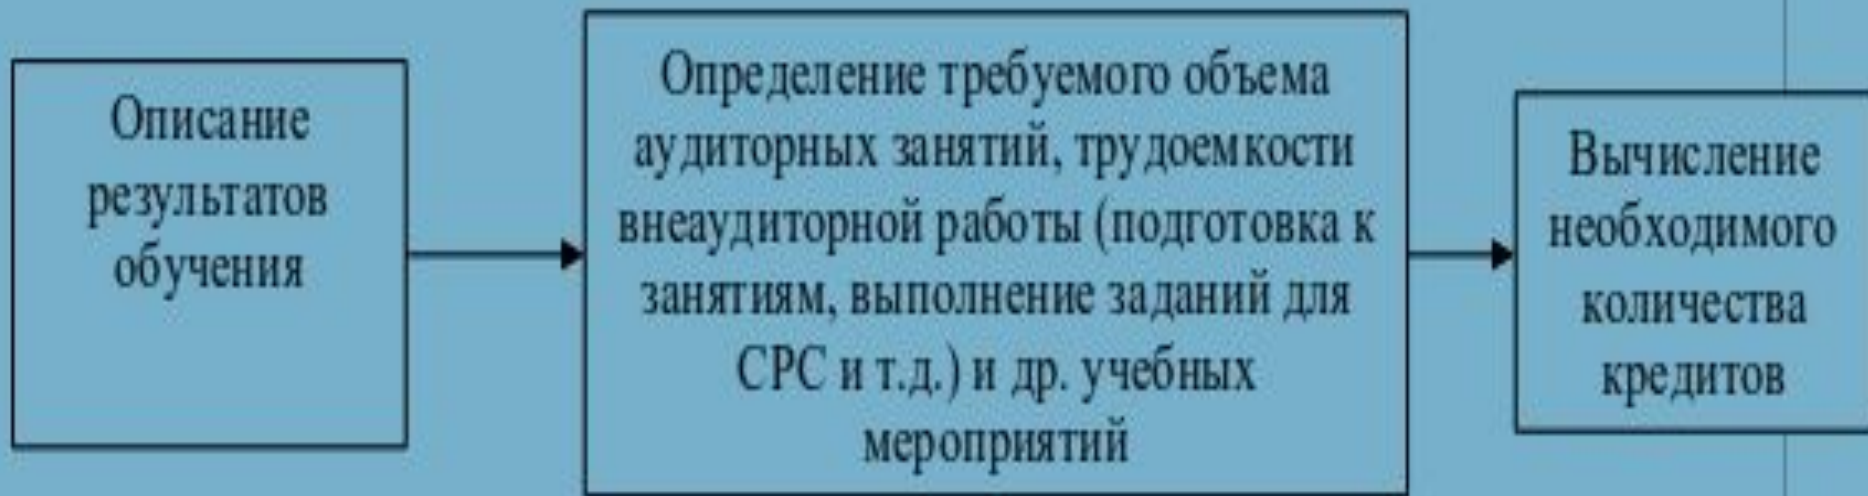 Описание
результатов
обучения
Определение требуемого объема
аудиторных занятий, трудоемкости
внеаудиторной работы (подготовка к
занятиям, выполнение заданий для
СРС и т.д.) и др. учебных
мероприятий
Вычисление
необходимого
количества
кредитов